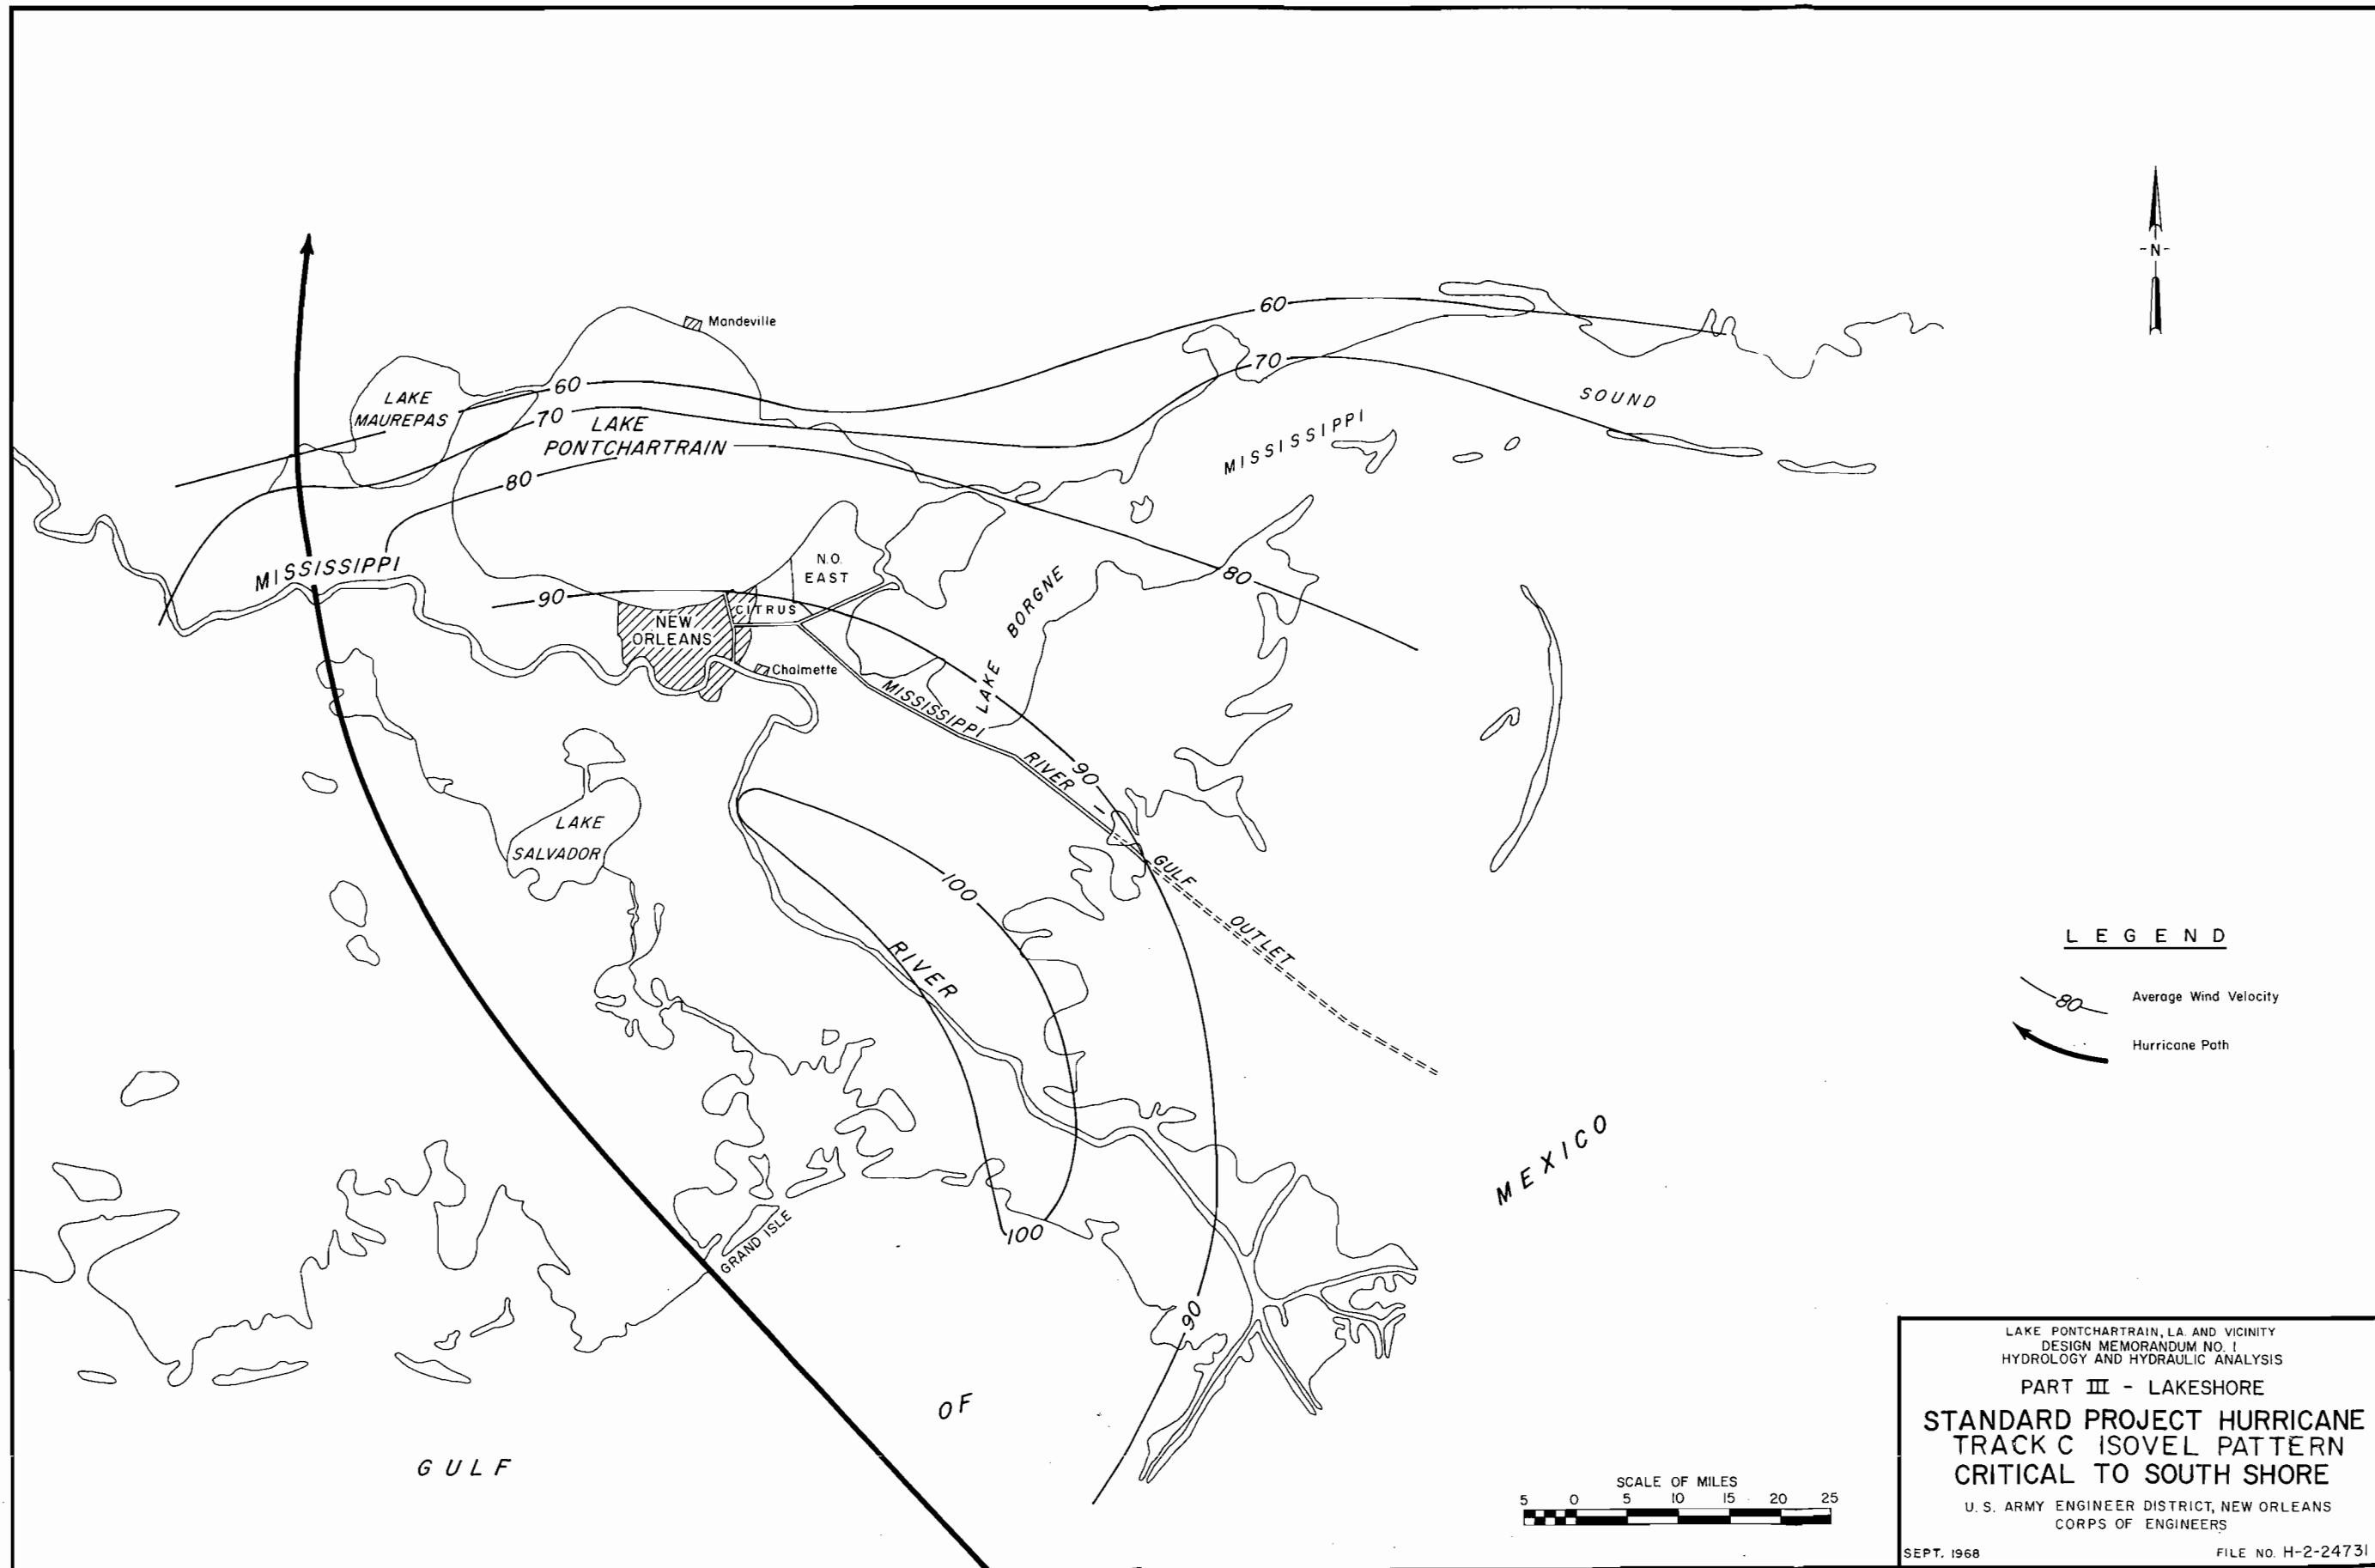 -N-
60
Mandeville
70
LAKE
MAUREPAS
60
70
LAKE
PONTCHARTRAIN
SOUND
MISSISSIPPI
80
MISSISSIPPI
N.O.
EAST
80
90
CITRUS
NEW
ORLEANS
LAKE BORGNE
Chalmette
MISSISSIPPI RIVER - GULF OUTLET
90
LAKE
SALVADOR
100
RIVER
LEGEND
80
Average Wind Velocity
Hurricane Path
GRAND ISLE
100
90
GULF OF MEXICO
SCALE OF MILES
5 0 5 10 15 20 25
LAKE PONTCHARTRAIN, LA. AND VICINITY
DESIGN MEMORANDUM NO. 1
HYDROLOGY AND HYDRAULIC ANALYSIS
PART III - LAKESHORE
STANDARD PROJECT HURRICANE
TRACK C ISOVEL PATTERN
CRITICAL TO SOUTH SHORE
U. S. ARMY ENGINEER DISTRICT, NEW ORLEANS
CORPS OF ENGINEERS
SEPT. 1968 FILE NO. H-2-24731